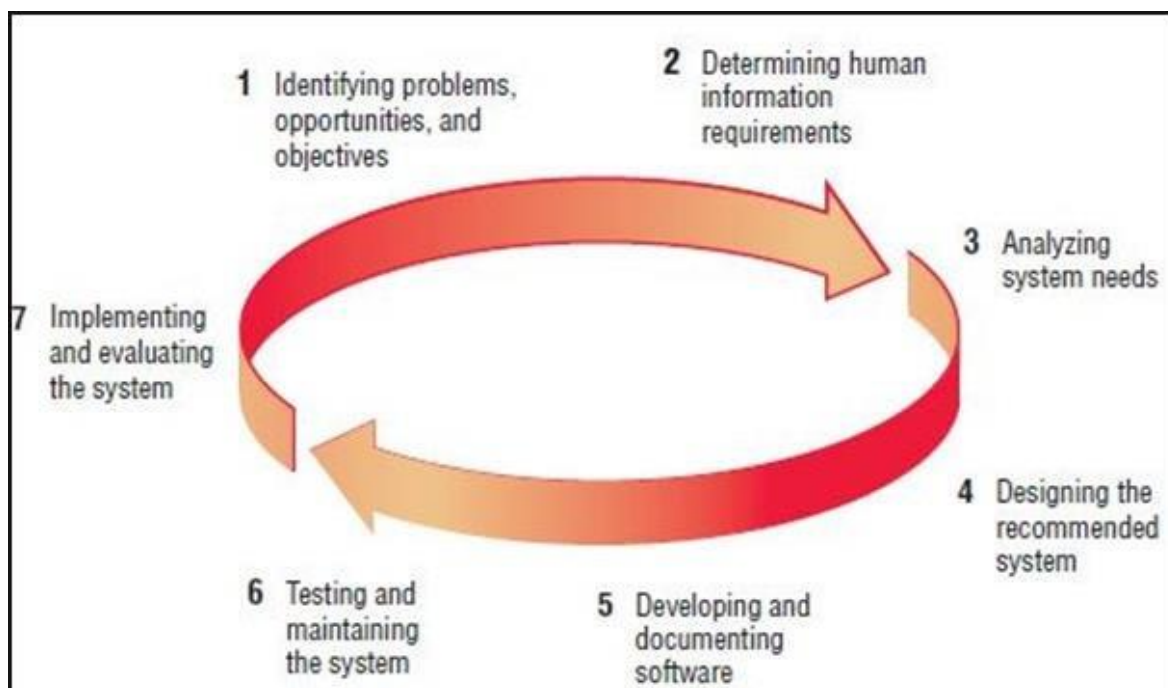 1 Identifying problems,
opportunities, and
objectives
2 Determining human
information
requirements
3 Analyzing
system needs
4 Designing the
recommended
system
5 Developing and
documenting
software
6 Testing and
maintaining
the system
7 Implementing
and evaluating
the system